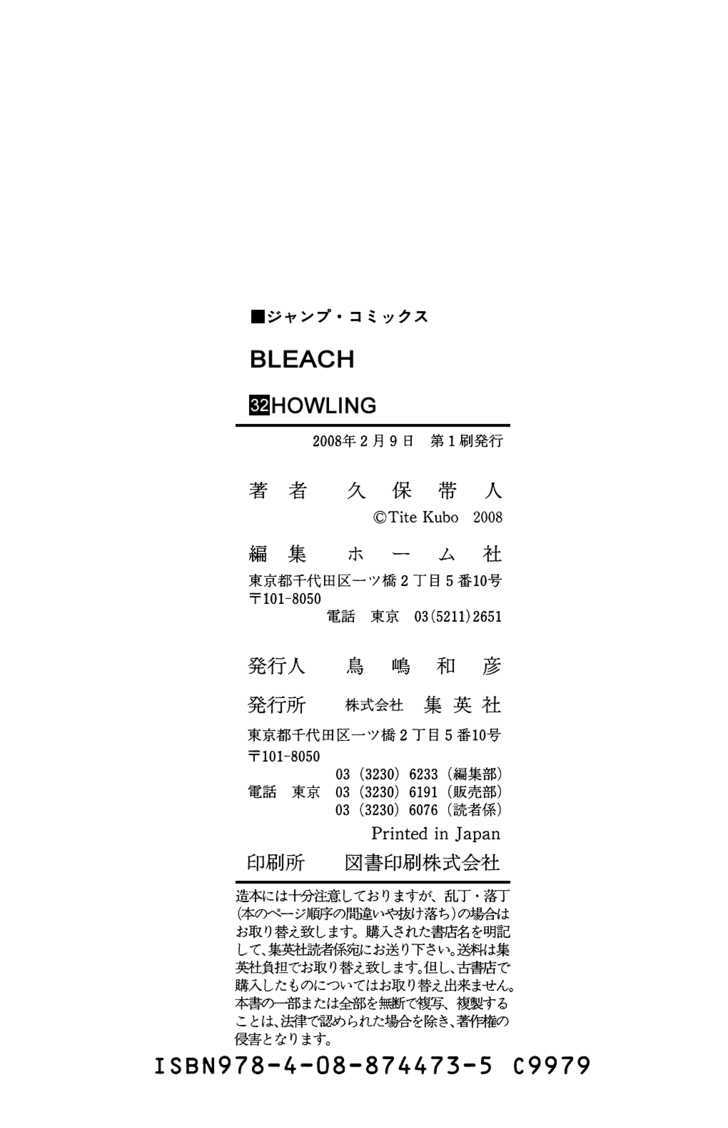 ■ジャンプ・コミックス
BLEACH
32HOWLING
2008年2月9日　第1刷発行
著者　久保帯人
©Tite Kubo　2008
編集　ホーム社
東京都千代田区一ツ橋2丁目5番10号
〒101-8050
電話　東京　03(5211)2651
発行人　鳥嶋和彦
発行所　株式会社　集英社
東京都千代田区一ツ橋2丁目5番10号
〒101-8050
03 (3230) 6233 (編集部)
電話　東京　03 (3230) 6191 (販売部)
03 (3230) 6076 (読者係)
Printed in Japan
印刷所　図書印刷株式会社
造本には十分注意しておりますが、乱丁・落丁
(本のページ順序の間違いや抜け落ち)の場合は
お取り替え致します。購入された書店名を明記
して、集英社読者係宛にお送り下さい。送料は集
英社負担でお取り替え致します。但し、古書店で
購入したものについてはお取り替え出来ません。
本書の一部または全部を無断で複写、複製する
ことは、法律で認められた場合を除き、著作権の
侵害となります。
ISBN978-4-08-874473-5 C9979